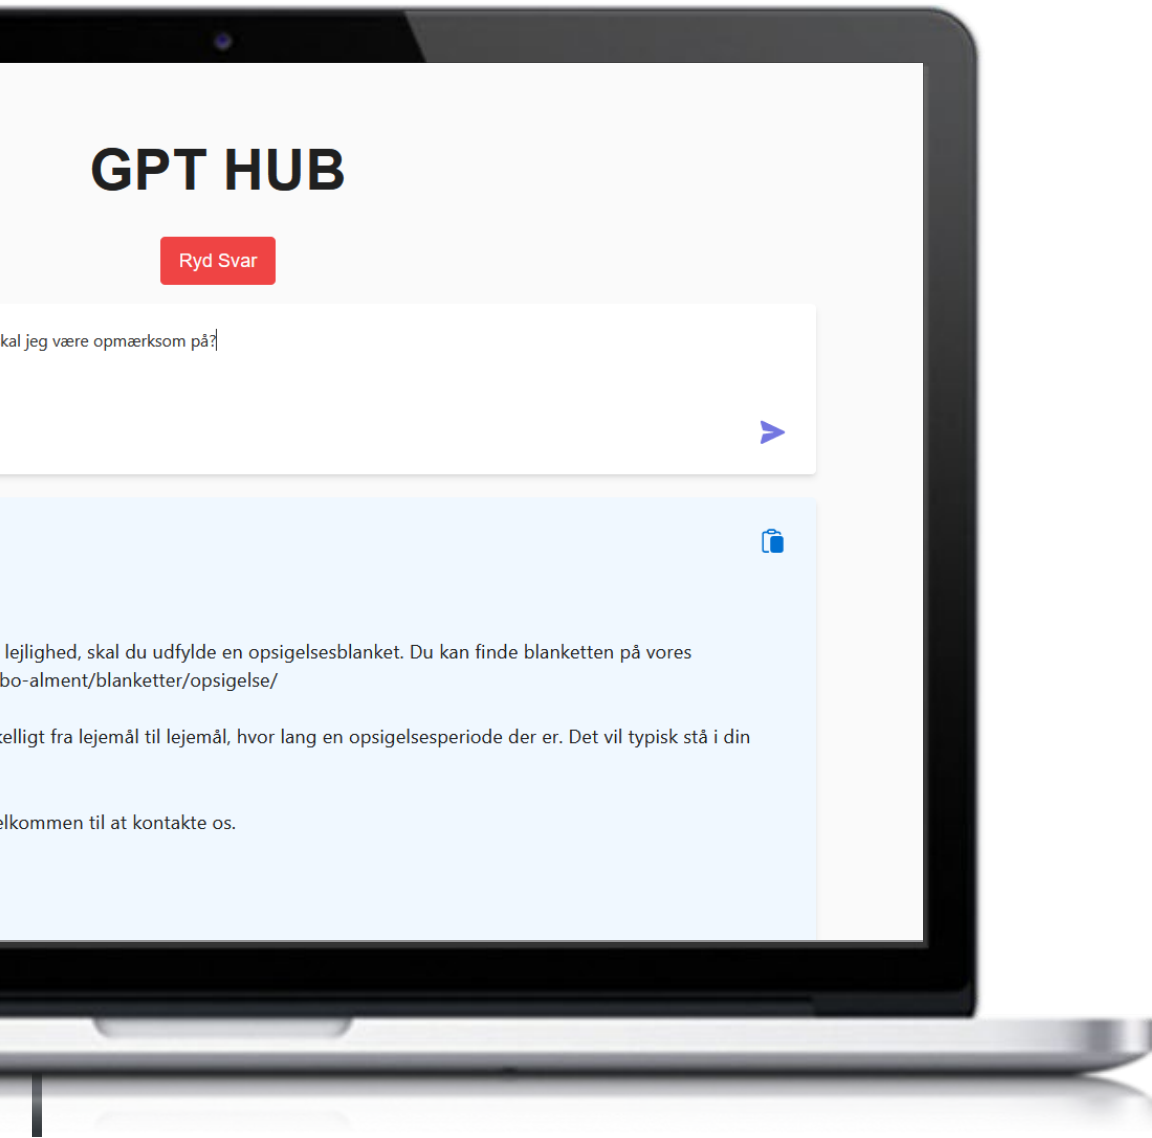 GPT HUB
Ryd Svar
kal jeg være opmærksom på?
lejlighed, skal du udfylde en opsigelsesblanket. Du kan finde blanketten på vores
bo-alment/blanketter/opsigelse/
kelligt fra lejemål til lejemål, hvor lang en opsigelsesperiode der er. Det vil typisk stå i din
elkommen til at kontakte os.